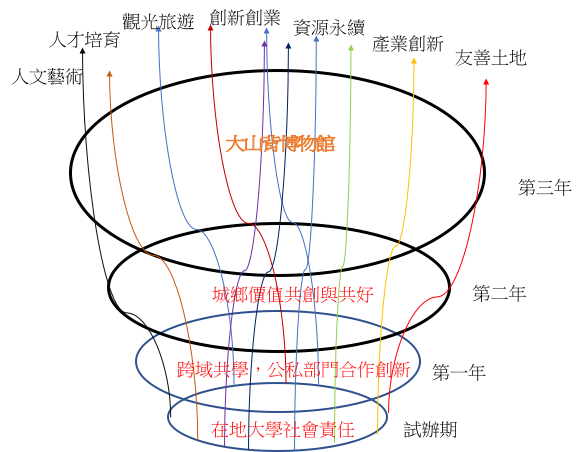 觀光旅遊
創新創業
人才培育
資源永續
產業創新
友善土地
人文藝術
大山背博物館
第三年
城鄉價值共創與共好
第二年
跨域共學，公私部門合作創新
第一年
在地大學社會責任
試辦期